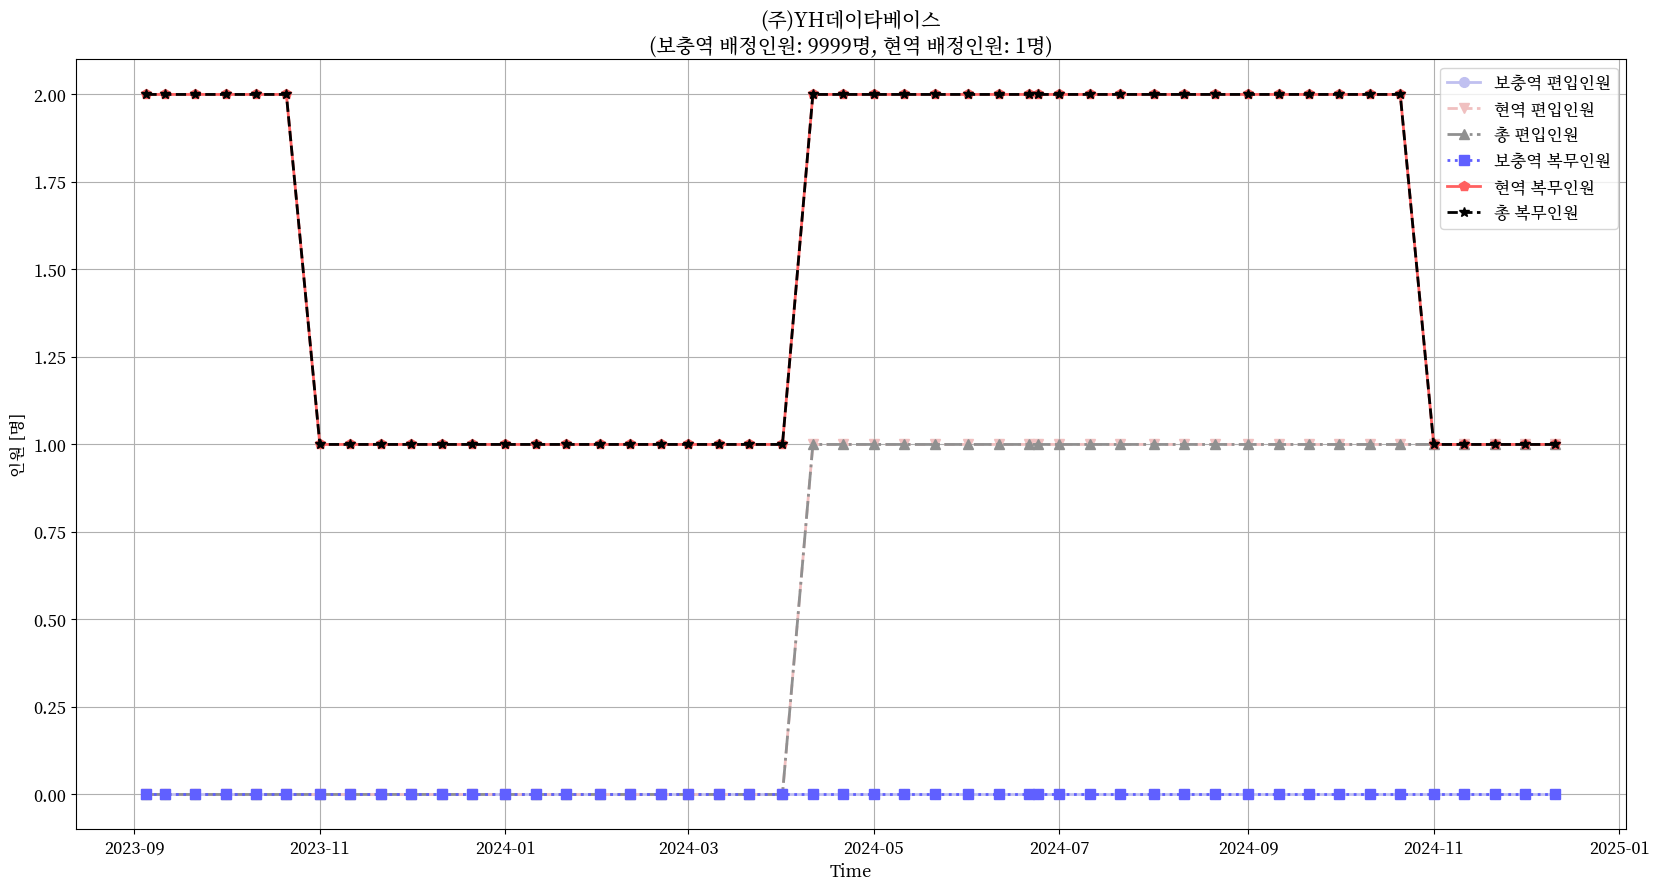 (주)YH데이타베이스
(보충역 배정인원: 9999명, 현역 배정인원: 1명)
보충역 편입인원
현역 편입인원
총 편입인원
보충역 복무인원
현역 복무인원
총 복무인원
인원 [명]
2.00
1.75
1.50
1.25
1.00
0.75
0.50
0.25
0.00
2023-09
2023-11
2024-01
2024-03
2024-05
2024-07
2024-09
2024-11
2025-01
Time